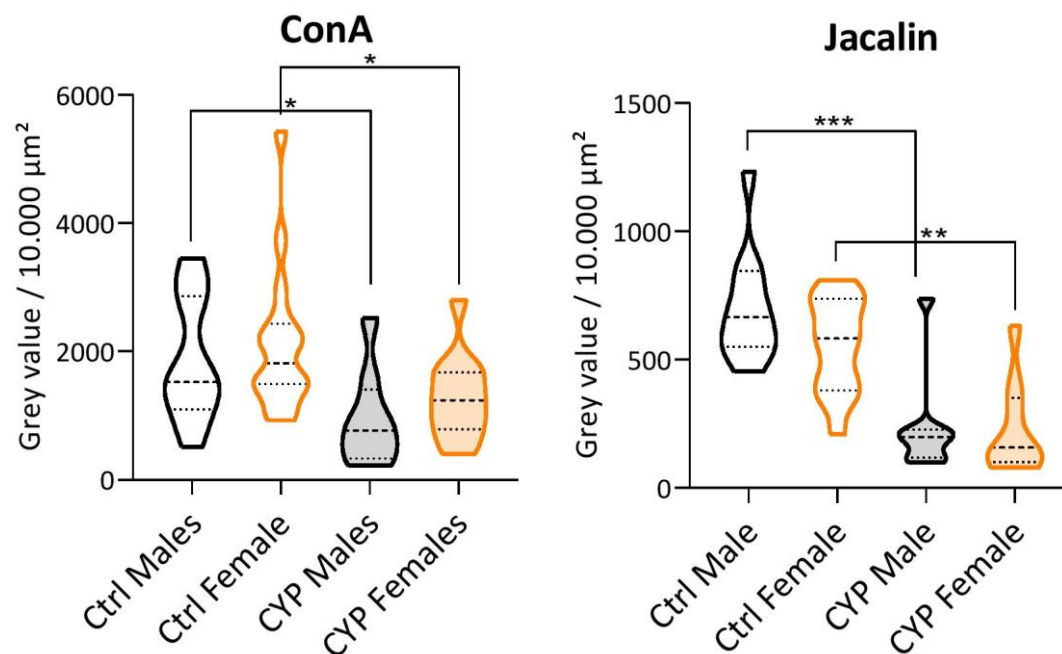 ConA
*
*
Grey value / 10.000 µm²
6000
4000
2000
0
Ctrl Males
Ctrl Female
CYP Males
CYP Females
Jacalin
***
**
Grey value / 10.000 µm²
1500
1000
500
0
Ctrl Male
Ctrl Female
CYP Male
CYP Female